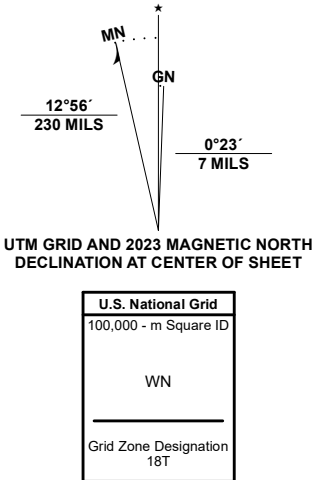 MN
GN
12°56´
230 MILS
0°23´
7 MILS
UTM GRID AND 2023 MAGNETIC NORTH
DECLINATION AT CENTER OF SHEET
U.S. National Grid
100,000 - m Square ID
WN
Grid Zone Designation
18T